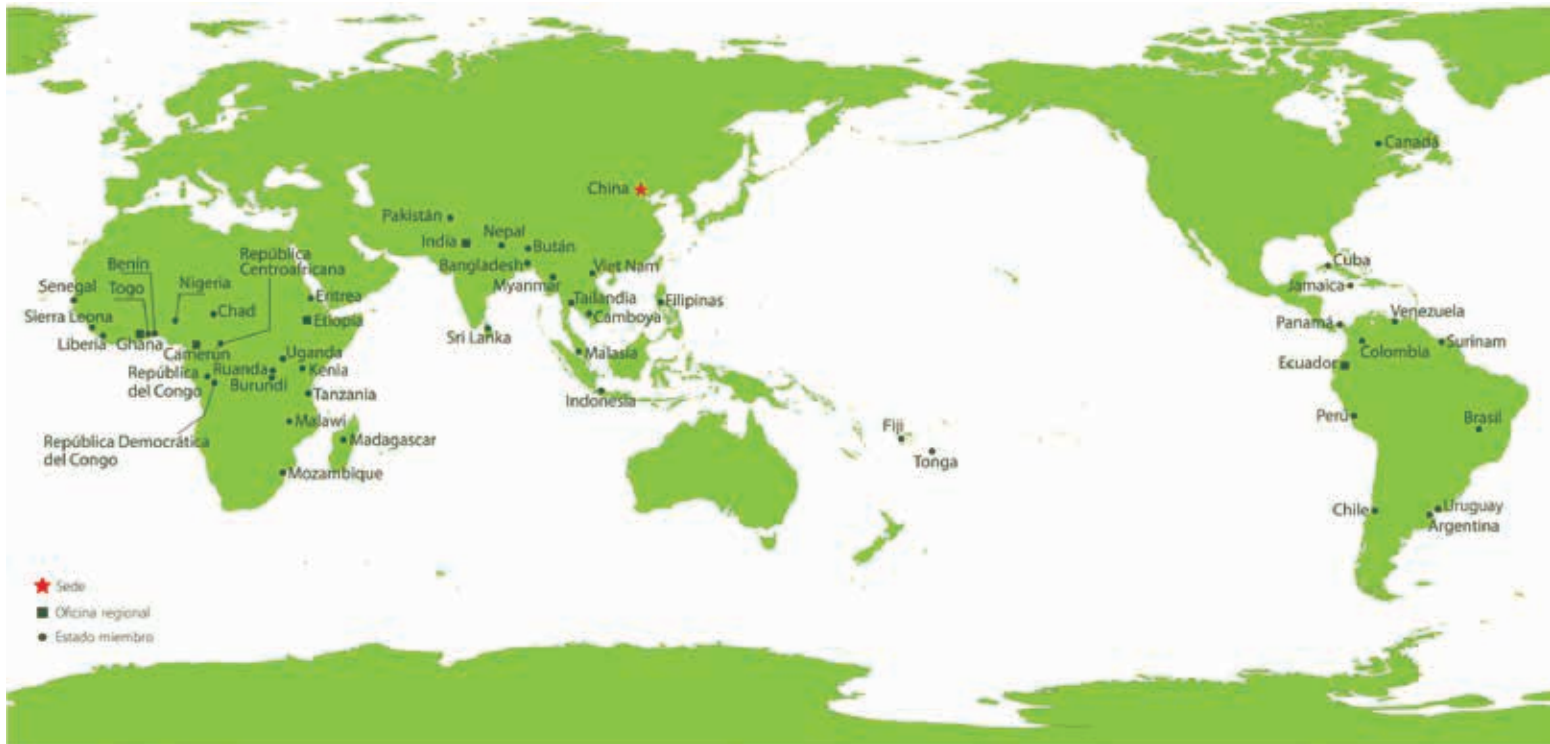 Canadá
China
Pakistán
Nepal
India
Bután
República
Centroafricana
Benín
Bangladesh
Viet Nam
Cuba
Togo
Nigeria
Myanmar
Jamaica
Senegal
Eritrea
Tailandia
Filipinas
Chad
Camboya
Venezuela
Sierra Leona
Etiopía
Panamá
Sri Lanka
Liberia
Ghana
Surinam
Camerún
Colombia
Uganda
Malasia
Ecuador
Ruanda
Kenia
República
del Congo
Burundi
Tanzania
Indonesia
Malawi
Perú
Brasil
República Democrática
del Congo
Madagascar
Fiji
Tonga
Mozambique
Chile
Uruguay
Argentina
Sede
Oficina regional
Estado miembro